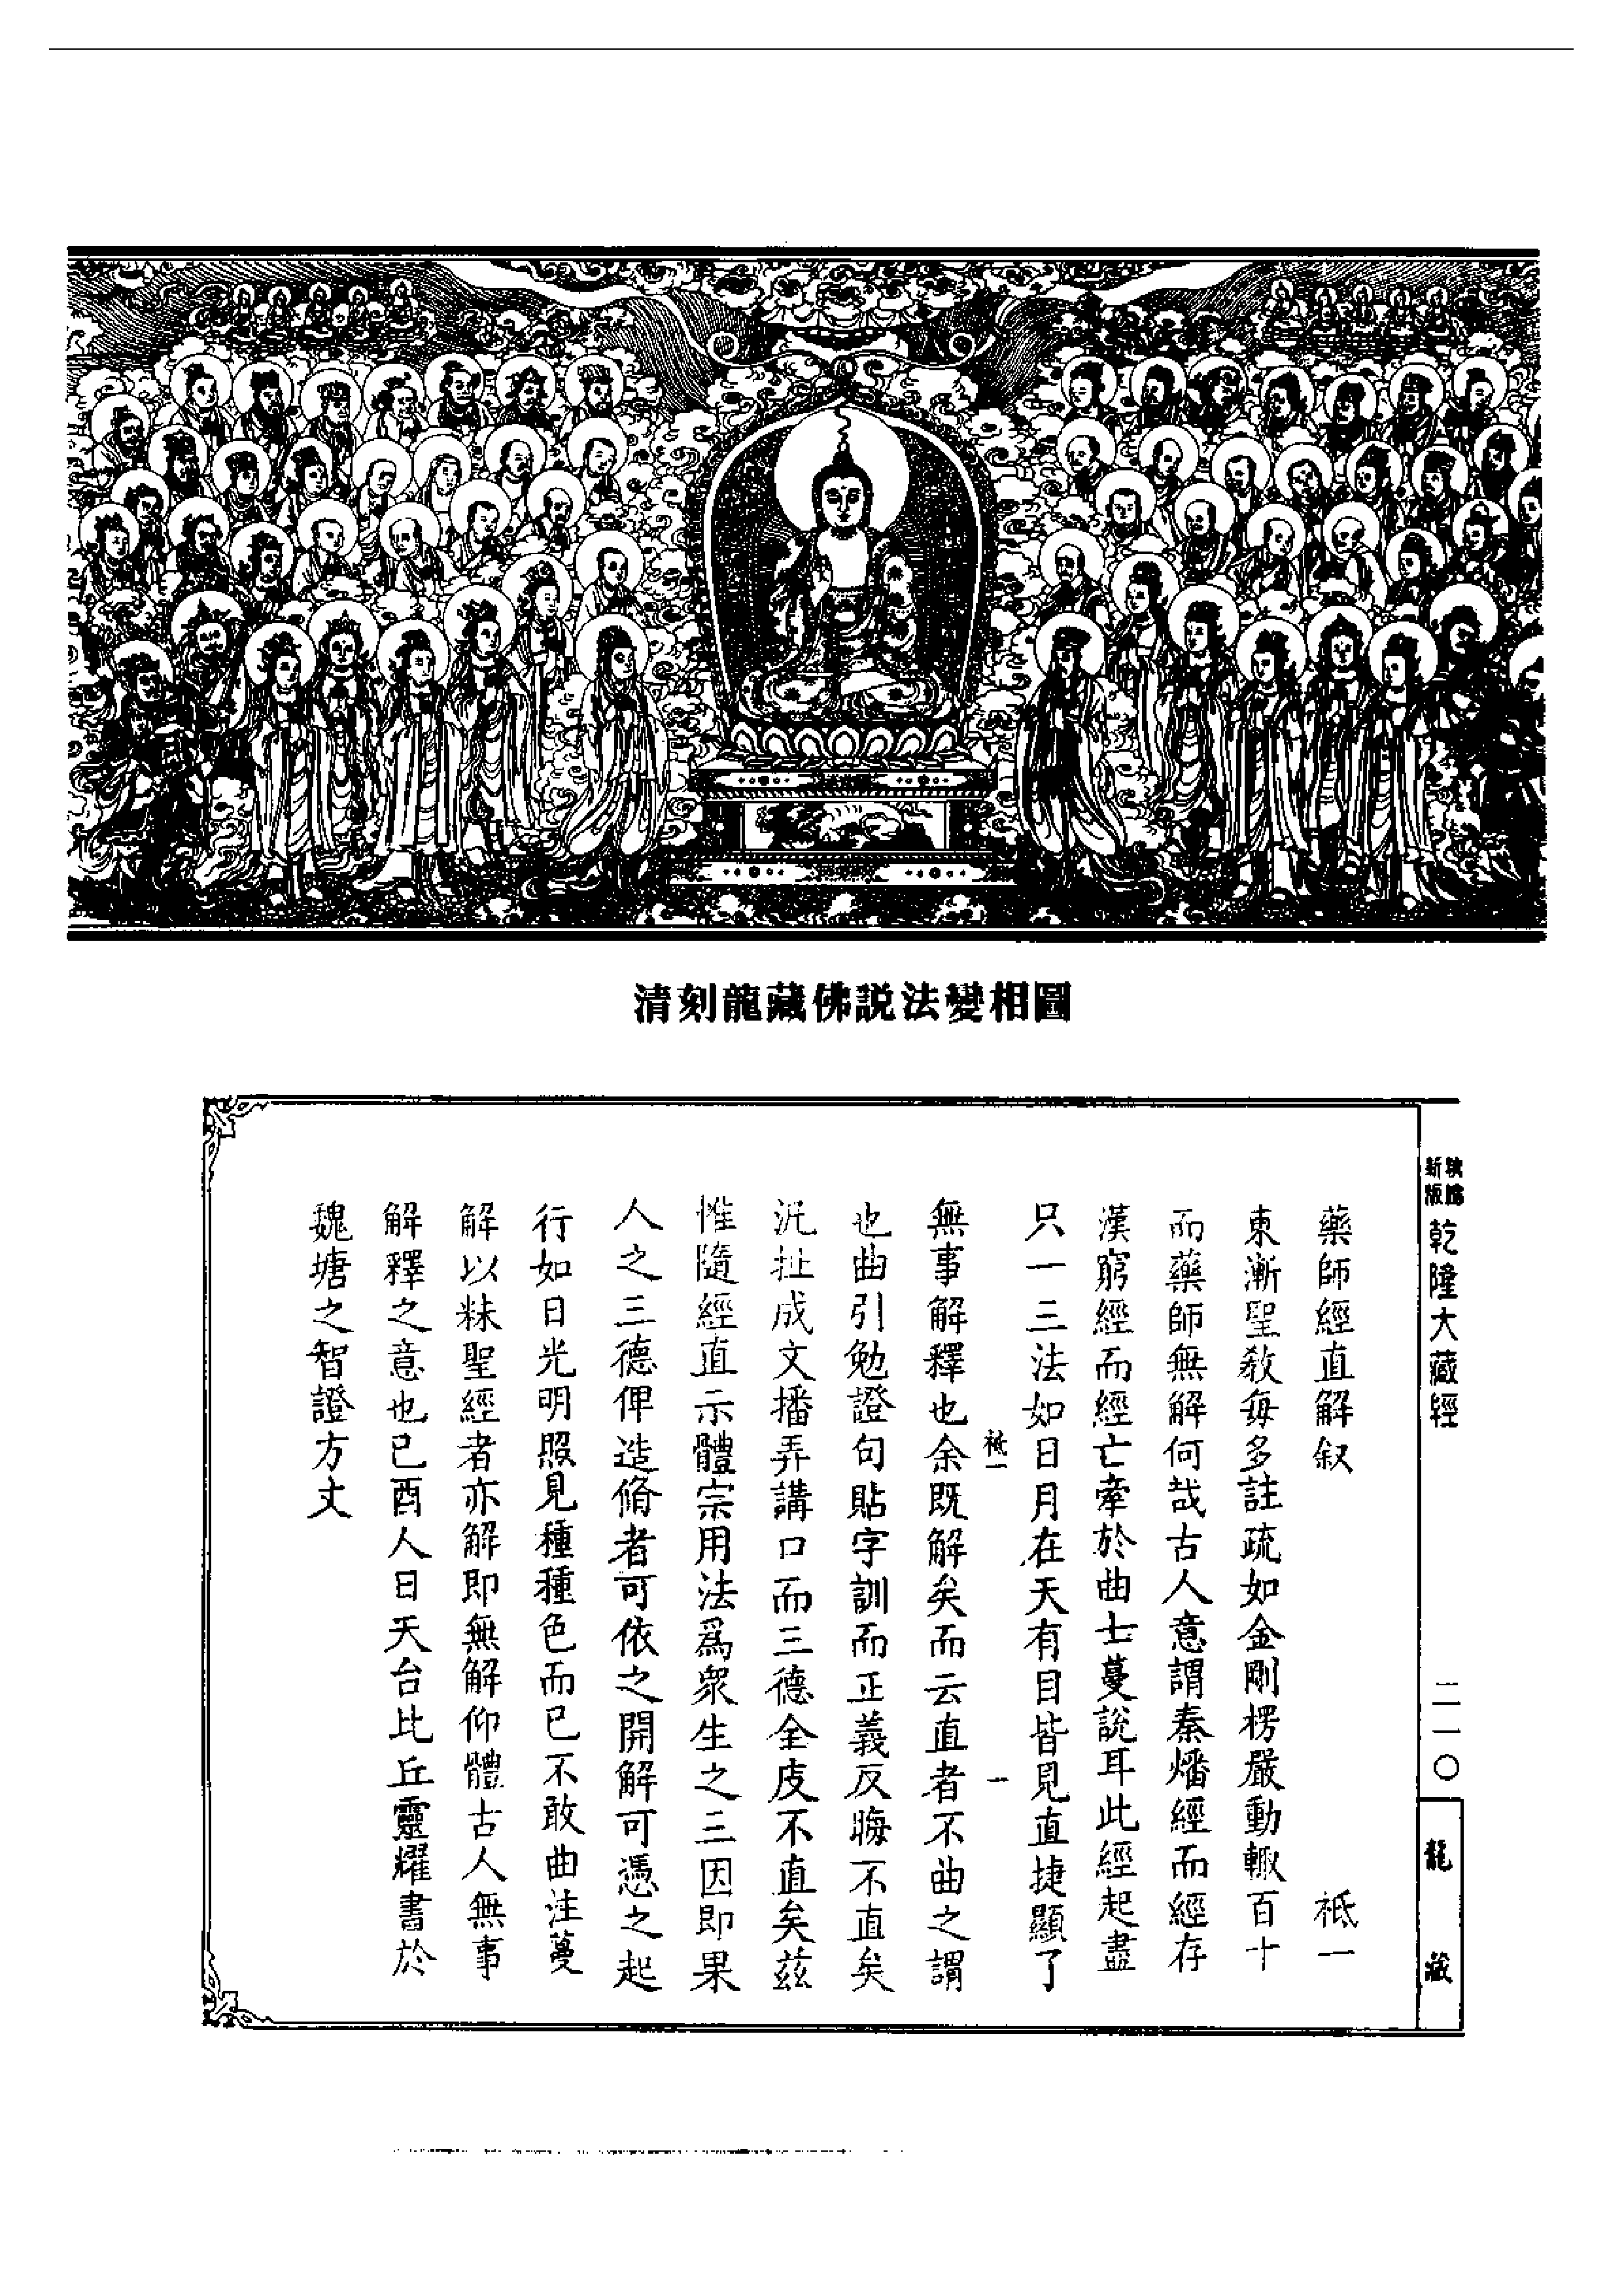 清刻龍藏佛説法變相圖
新版
乾隆大藏經
二一〇
龍藏
藥師經直解叙 祇一
東漸聖教每多註疏如金剛楞嚴動輙百十
而藥師無解何哉古人意謂秦燔經而經存
漢窮經而經亡牽於曲士蔓說耳此經起盡
只一三法如日月在天有目皆見直捷顯了
祇一 一
無事解釋也余既解矣而云直者不曲之謂
也曲引勉證句貼字訓而正義反晦不直矣
況扯成文播弄講口而三德全皮不直矣茲
惟隨經直示體宗用法爲衆生之三因即果
人之三德俾造脩者可依之開解可憑之起
行如日光明照見種種色而已不敢曲註蔓
解以粖聖經者亦解即無解仰體古人無事
解釋之意也已酉人日天台比丘靈耀書於
魏塘之智證方丈